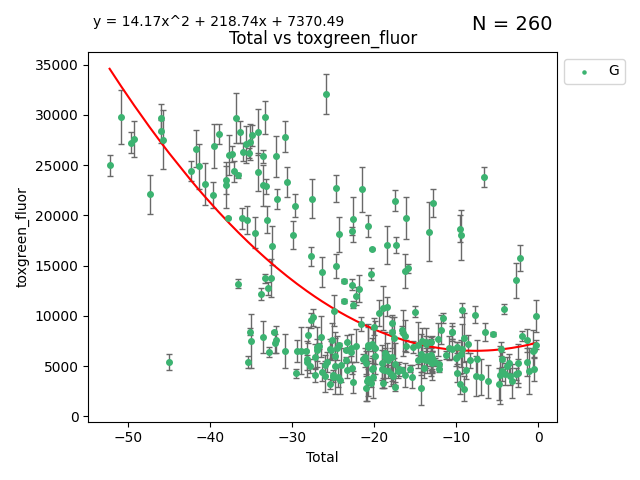 y = 14.17x^2 + 218.74x + 7370.49
N = 260
Total vs toxgreen_fluor
G
35000
30000
25000
20000
15000
10000
5000
0
toxgreen_fluor
−50 −40 −30 −20 −10 0
Total